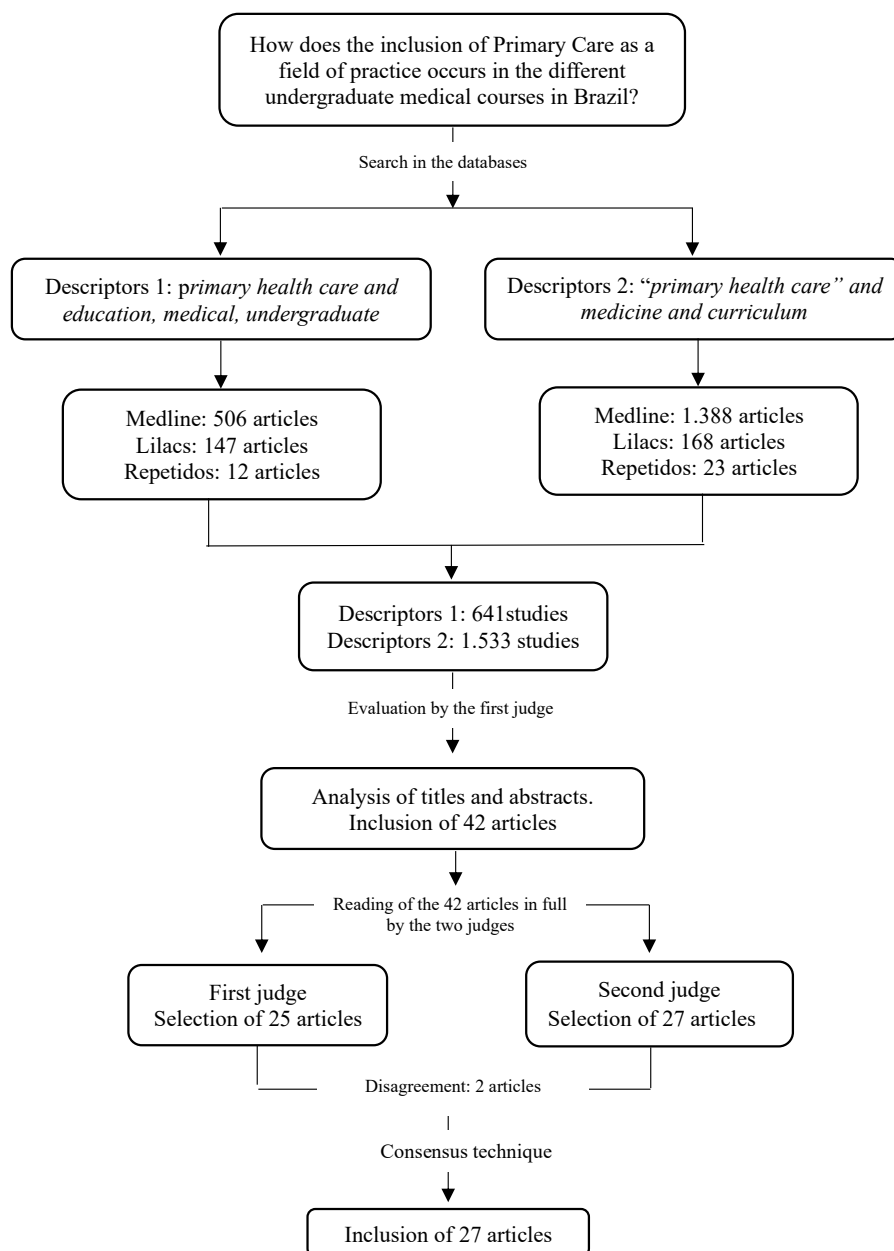 How does the inclusion of Primary Care as a
field of practice occurs in the different
undergraduate medical courses in Brazil?
Search in the databases
Descriptors 1: primary health care and
education, medical, undergraduate
Descriptors 2: “primary health care” and
medicine and curriculum
Medline: 506 articles
Lilacs: 147 articles
Repetidos: 12 articles
Medline: 1.388 articles
Lilacs: 168 articles
Repetidos: 23 articles
Descriptors 1: 641studies
Descriptors 2: 1.533 studies
Evaluation by the first judge
Analysis of titles and abstracts.
Inclusion of 42 articles
Reading of the 42 articles in full
by the two judges
First judge
Selection of 25 articles
Second judge
Selection of 27 articles
Disagreement: 2 articles
Consensus technique
Inclusion of 27 articles